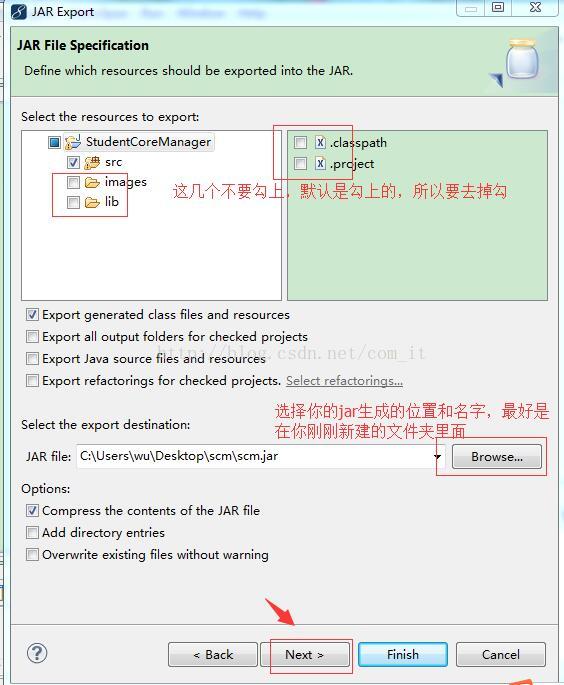 JAR Export
JAR File Specification
Define which resources should be exported into the JAR.
Select the resources to export:
StudentCoreManager
src
images
lib
.classpath
.project
这几个不要勾上，默认是勾上的，所以要去掉勾
Export generated class files and resources
Export all output folders for checked projects
http://blog.csdn.net/com_it
Export Java source files and resources
Export refactorings for checked projects. Select refactorings...
选择你的jar生成的位置和名字，最好是
在你刚刚新建的文件夹里面
Select the export destination:
JAR file: C:\Users\wu\Desktop\scm\scm.jar
Browse...
Options:
Compress the contents of the JAR file
Add directory entries
Overwrite existing files without warning
< Back
Next >
Finish
Cancel